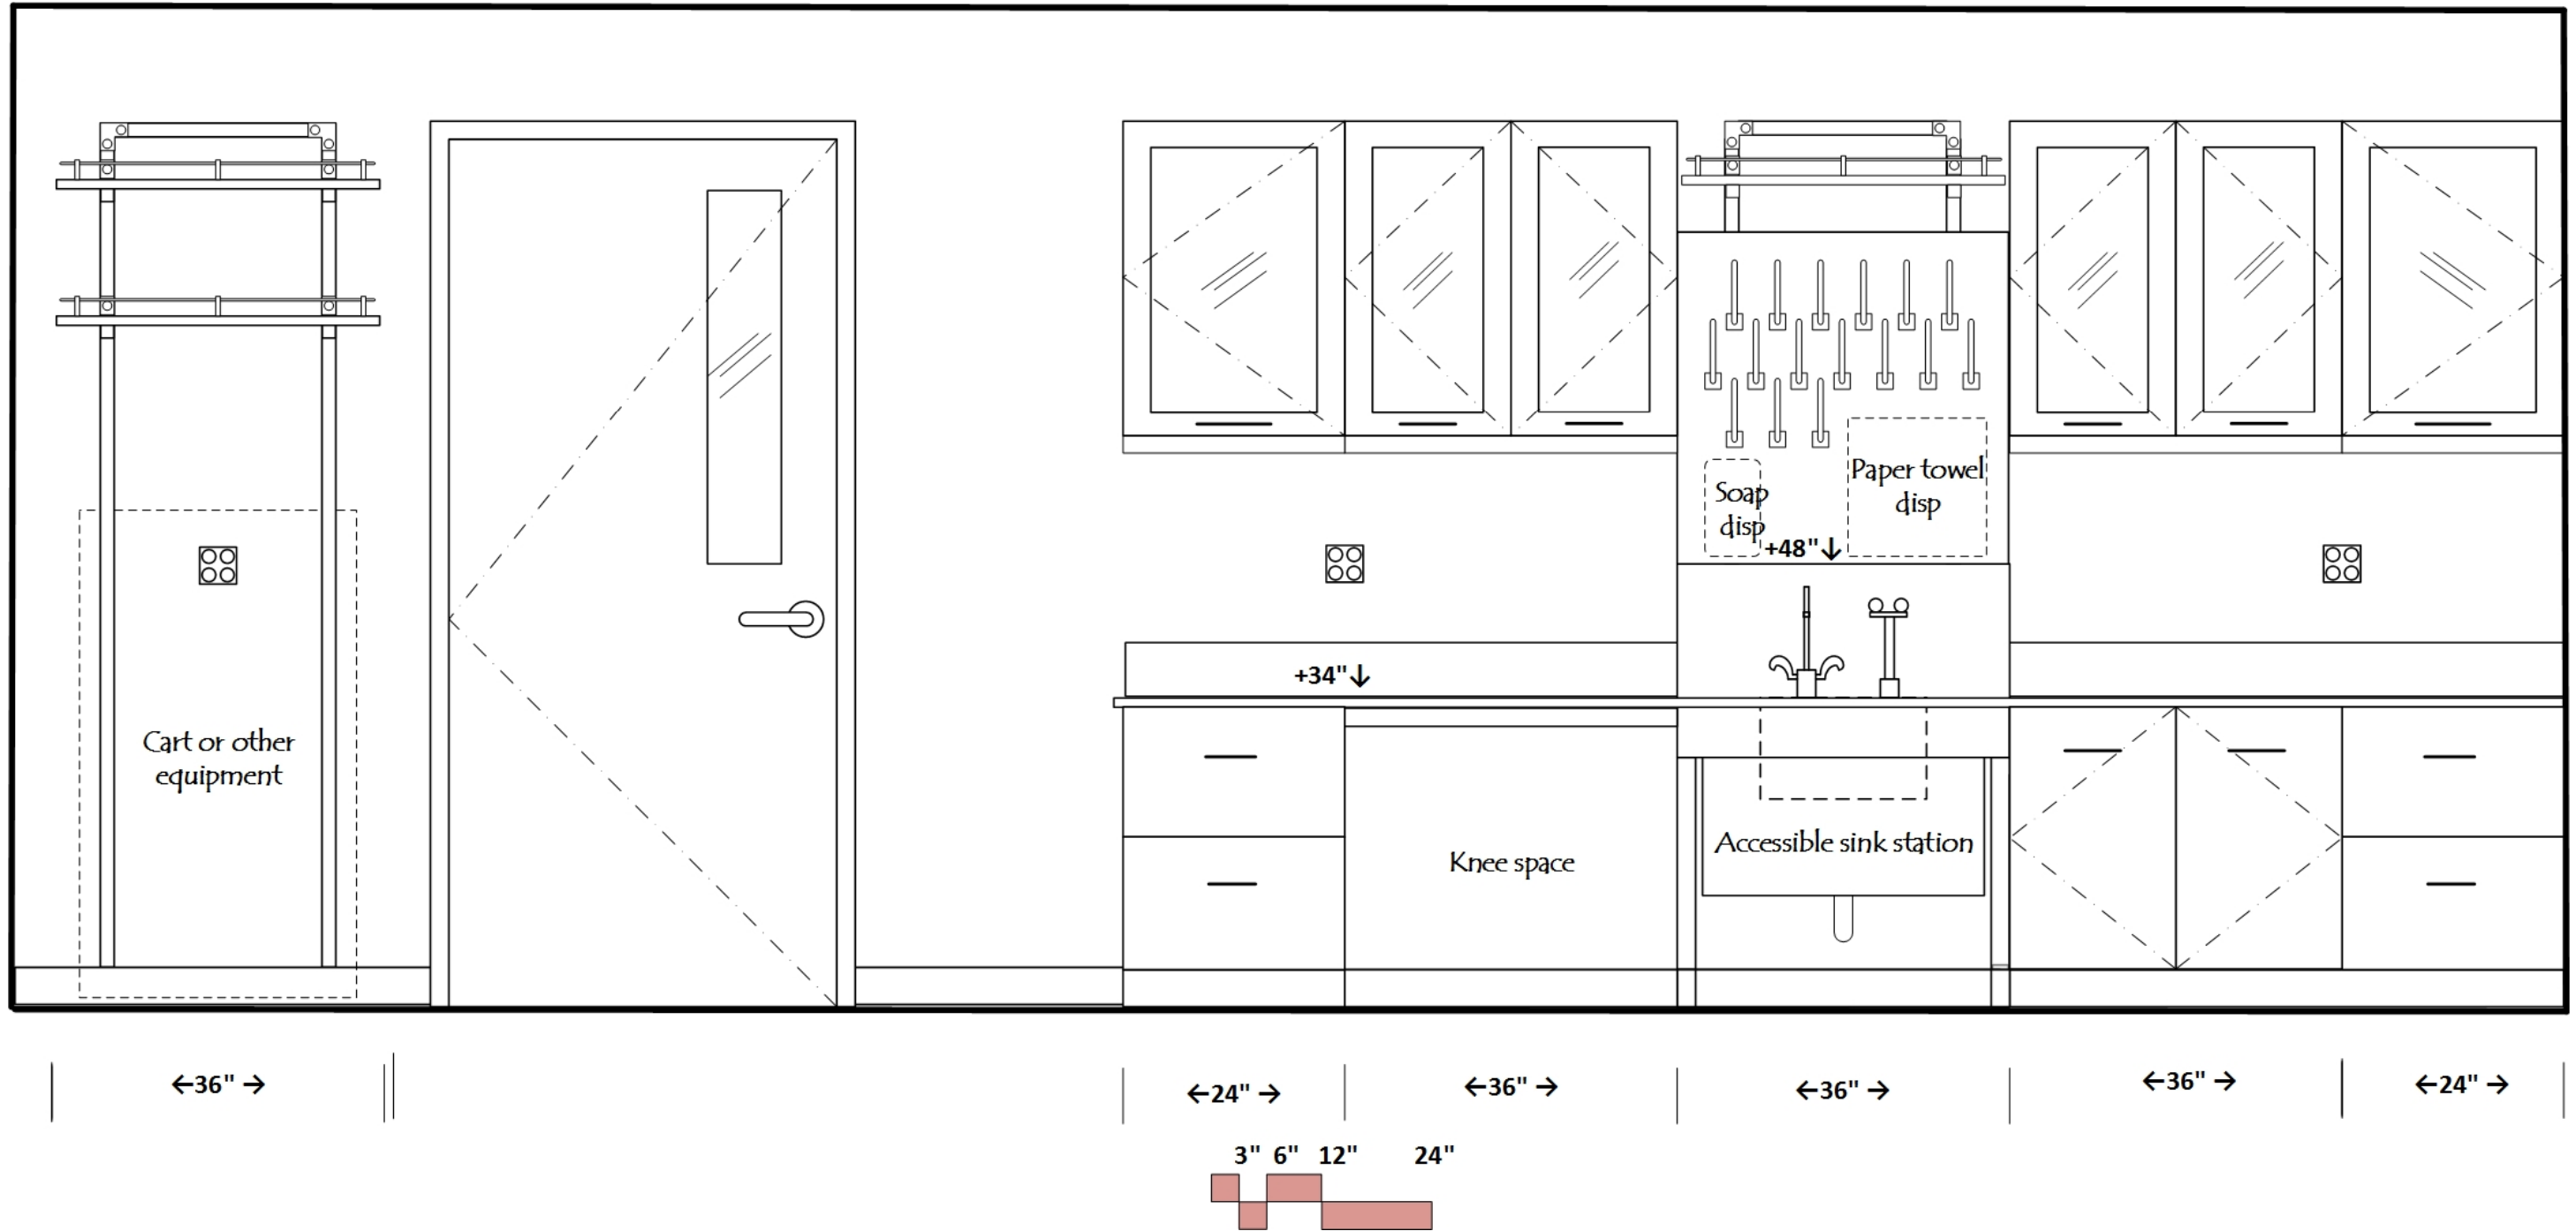 Paper towel
disp
Soap
disp
+48"↓
+34"↓
Cart or other
equipment
Knee space
Accessible sink station
←36" →
←24" →
←36" →
←36" →
←36" →
←24" →
3" 6" 12" 24"